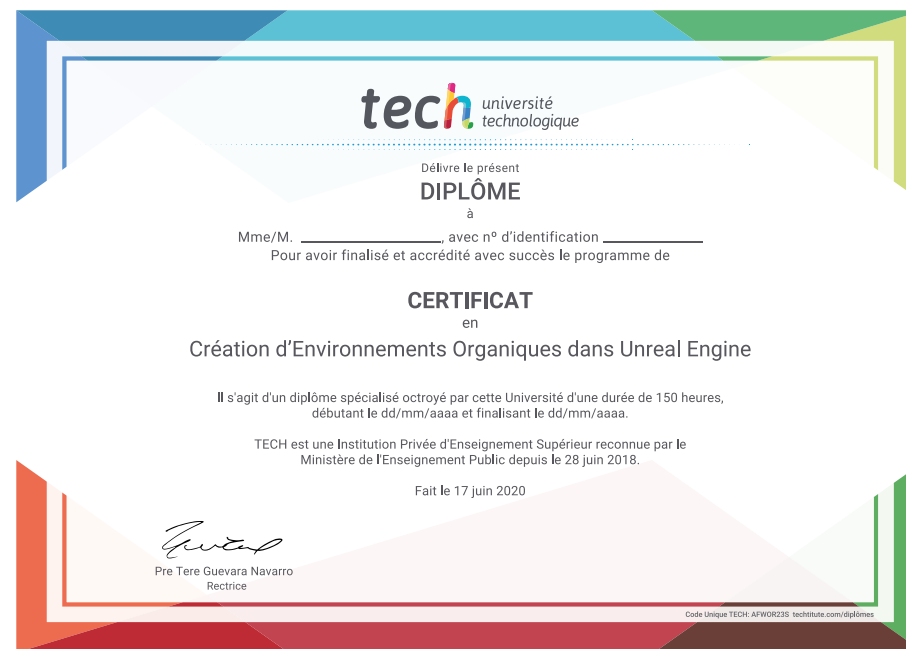 tech université
technologique
Délivre le présent
DIPLÔME
à
Mme/M. ____________________, avec nº d'identification ______________
Pour avoir finalisé et accrédité avec succès le programme de
CERTIFICAT
en
Création d'Environnements Organiques dans Unreal Engine
Il s'agit d'un diplôme spécialisé octroyé par cette Université d'une durée de 150 heures,
débutant le dd/mm/aaaa et finalisant le dd/mm/aaaa.
TECH est une Institution Privée d'Enseignement Supérieur reconnue par le
Ministère de l'Enseignement Public depuis le 28 juin 2018.
Fait le 17 juin 2020
Pre Tere Guevara Navarro
Rectrice
Code Unique TECH: AFWOR23S techtitute.com/diplômes